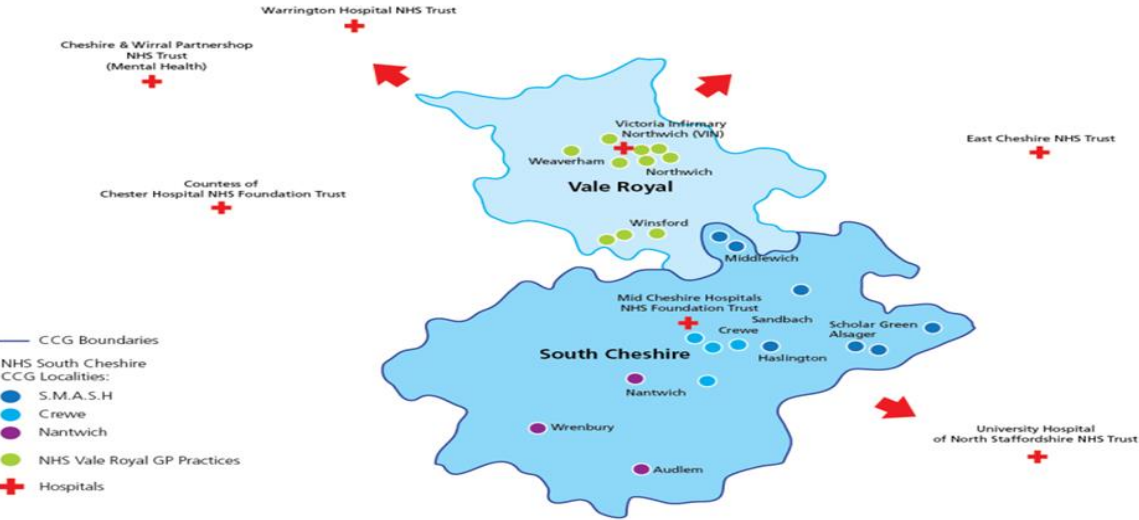 Warrington Hospital NHS Trust
Cheshire & Wirral Partnershop
NHS Trust
(Mental Health)
Victoria Infirmary
Northwich (VIN)
East Cheshire NHS Trust
Weaverham
Northwich
Countess of
Chester Hospital NHS Foundation Trust
Vale Royal
Winsford
Middlewich
Mid Cheshire Hospitals
NHS Foundation Trust
Sandbach
Scholar Green
Alsager
Crewe
Haslington
South Cheshire
Nantwich
Wrenbury
Audlem
University Hospital
of North Staffordshire NHS Trust
CCG Boundaries
NHS South Cheshire
CCG Localities:
S.M.A.S.H
Crewe
Nantwich
NHS Vale Royal GP Practices
Hospitals